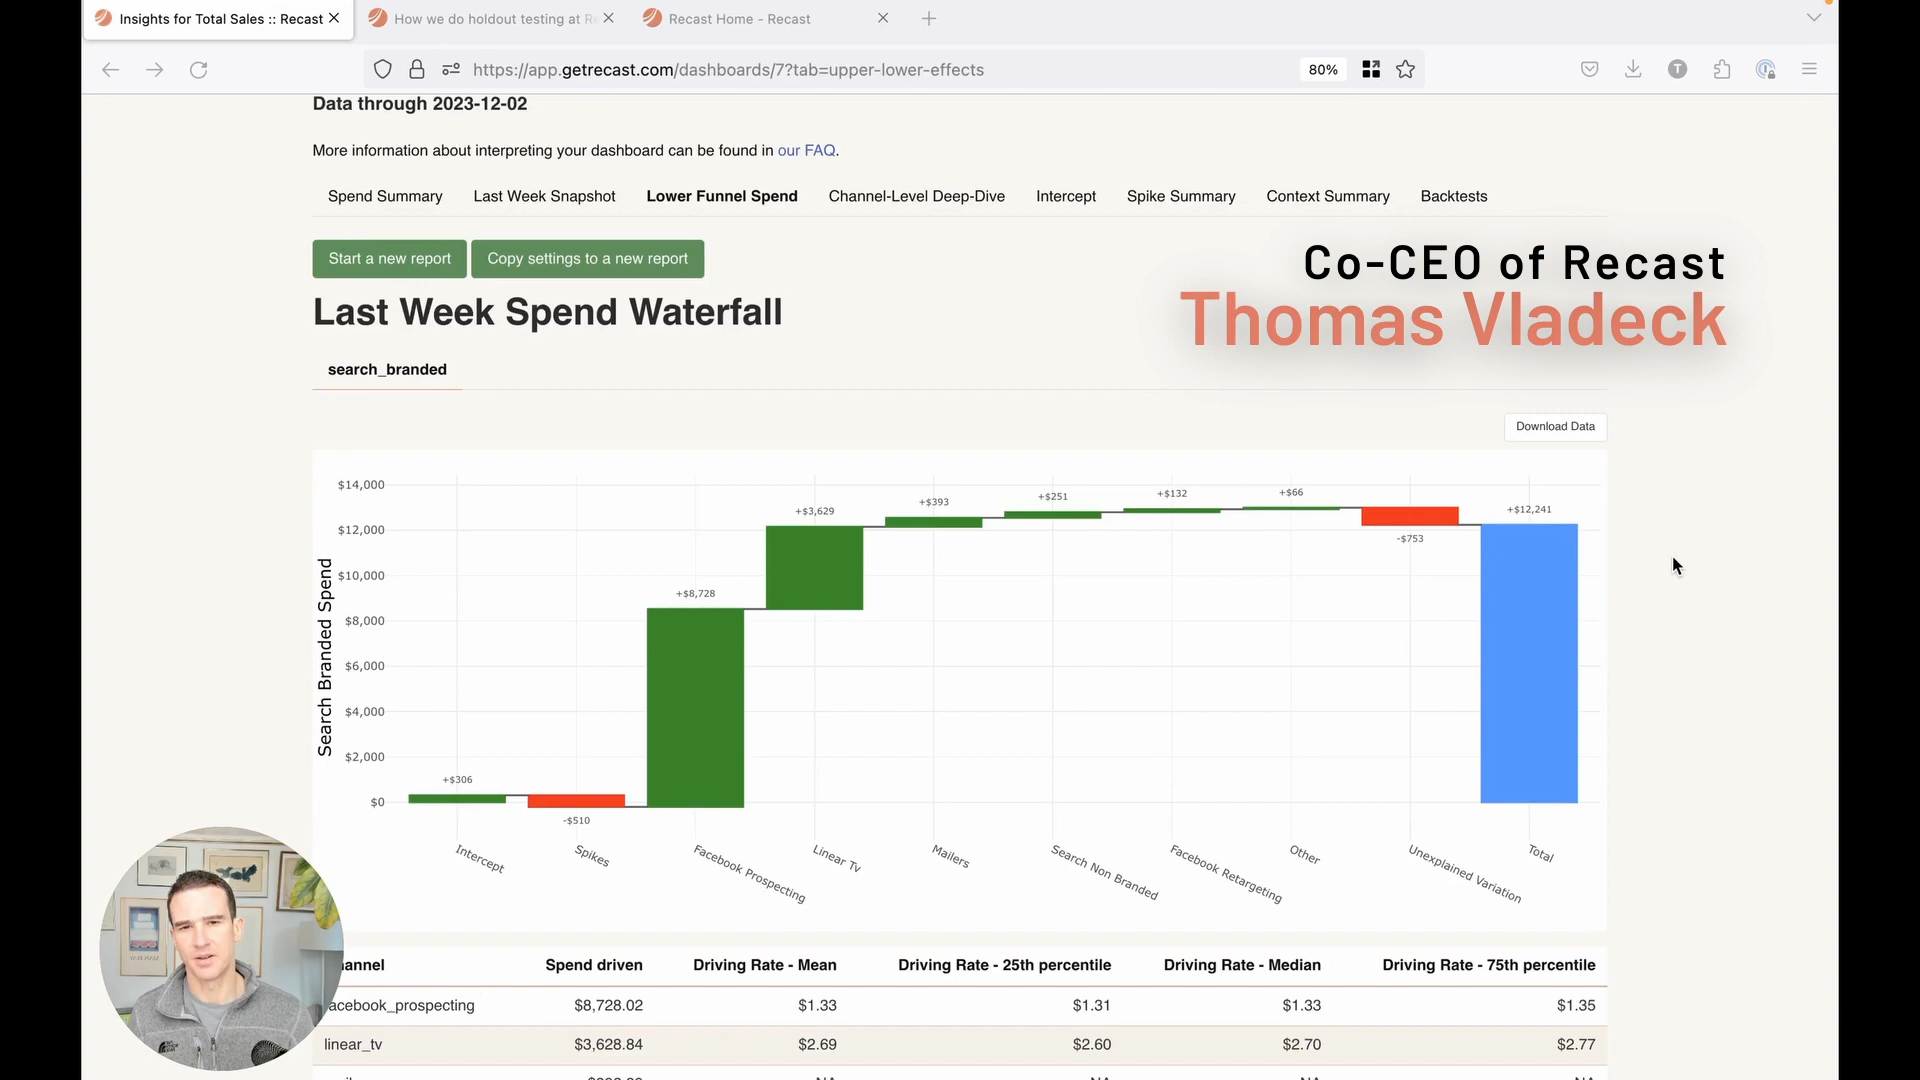 Insights for Total Sales :: Recast
How we do holdout testing at Re
Recast Home - Recast
https://app.getrecast.com/dashboards/7?tab=upper-lower-effects
80%
Data through 2023-12-02
More information about interpreting your dashboard can be found in our FAQ.
Spend Summary Last Week Snapshot Lower Funnel Spend Channel-Level Deep-Dive Intercept Spike Summary Context Summary Backtests
Start a new report Copy settings to a new report
Co-CEO of Recast
Thomas Vladeck
Last Week Spend Waterfall
search_branded
Download Data
Search Branded Spend
$14,000
$12,000
$10,000
$8,000
$6,000
$4,000
$2,000
$0
+$306
-$510
+$8,728
+$3,629
+$393
+$251
+$132
+$66
-$753
+$12,241
Intercept
Spikes
Facebook Prospecting
Linear Tv
Mailers
Search Non Branded
Facebook Retargeting
Other
Unexplained Variation
Total
annel Spend driven Driving Rate - Mean Driving Rate - 25th percentile Driving Rate - Median Driving Rate - 75th percentile
acebook_prospecting $8,728.02 $1.33 $1.31 $1.33 $1.35
linear_tv $3,628.84 $2.69 $2.60 $2.70 $2.77